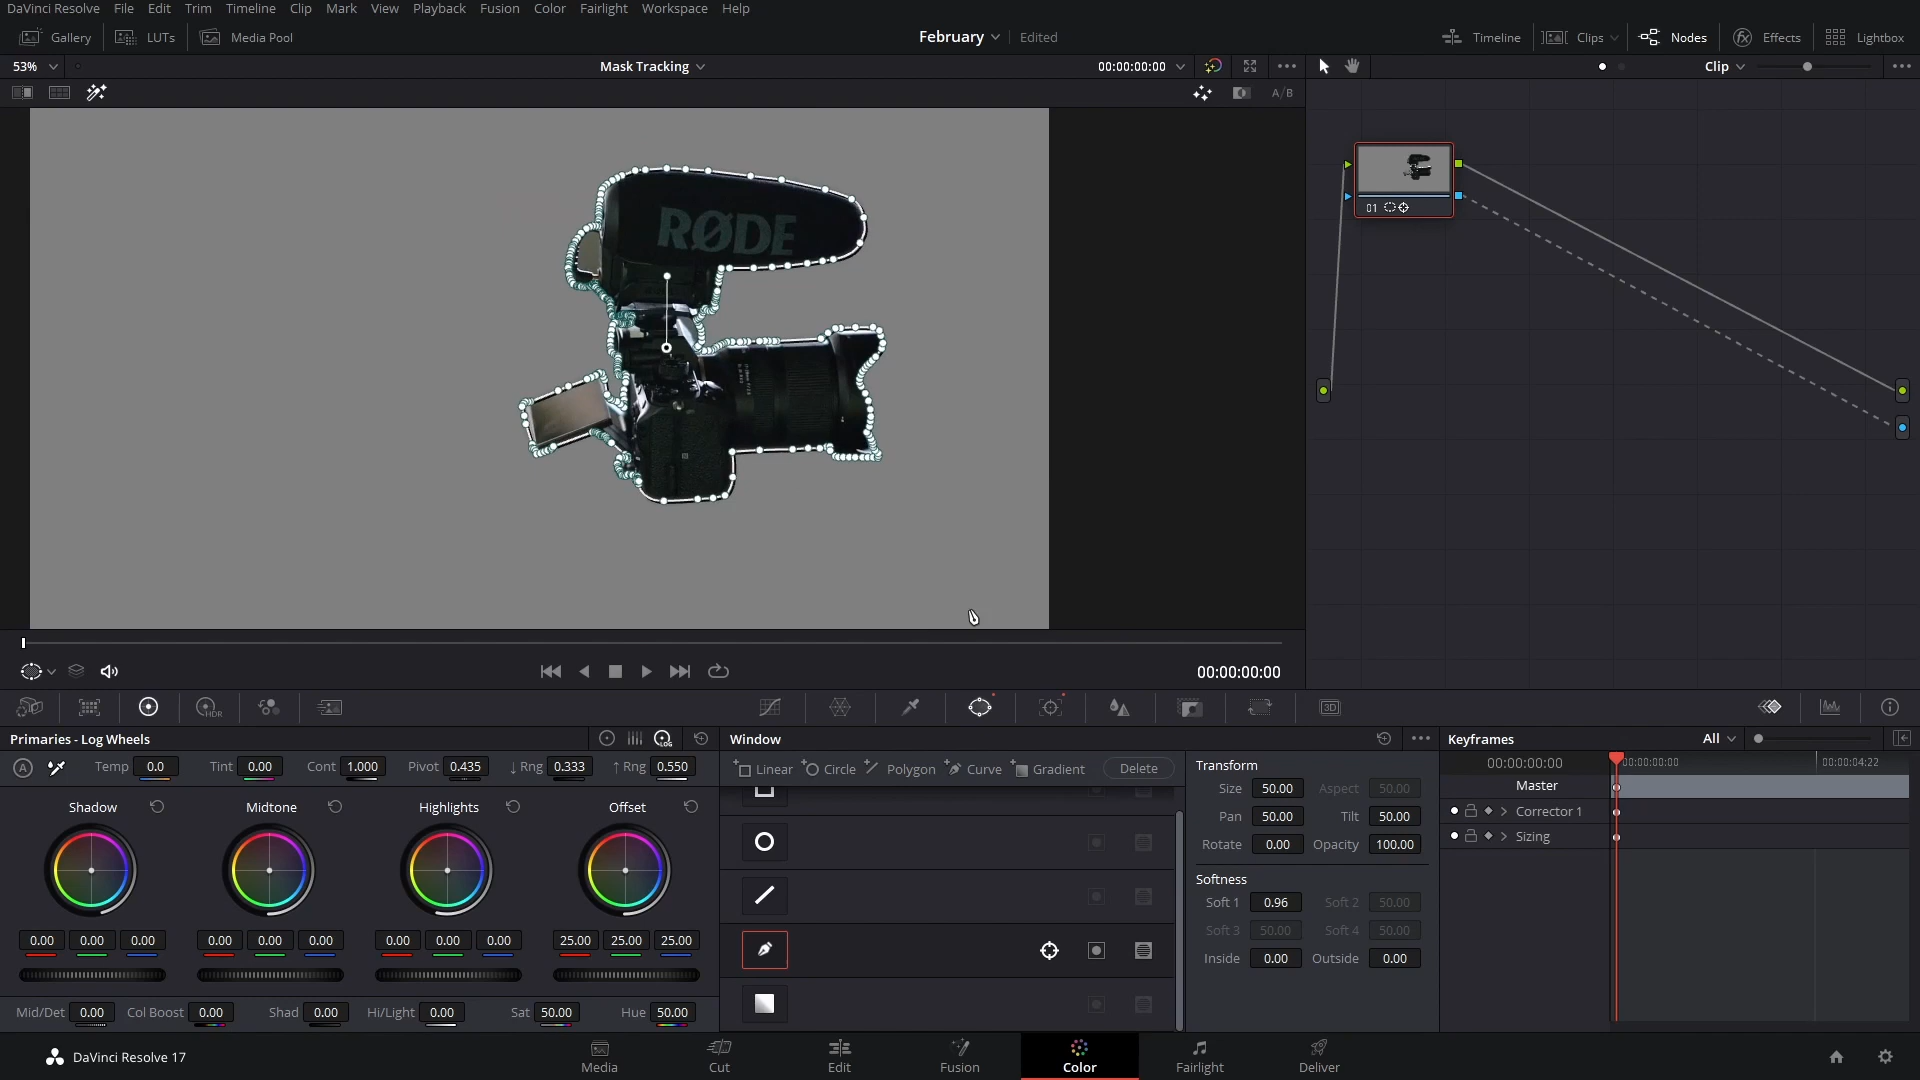 DaVinci Resolve File Edit Trim Timeline Clip Mark View Playback Fusion Color Fairlight Workspace Help
Gallery LUTs Media Pool February Edited Timeline Clips Nodes Effects Lightbox
53% Mask Tracking 00:00:00:00 Clip
A/B
RØDE
01
00:00:00:00
HDR 3D
Primaries - Log Wheels LOG Window Keyframes All
A Temp 0.0 Tint 0.00 Cont 1.000 Pivot 0.435 ↓ Rng 0.333 ↑ Rng 0.550
Linear Circle Polygon Curve Gradient Delete
Shadow Midtone Highlights Offset
0.00 0.00 0.00 0.00 0.00 0.00 0.00 0.00 0.00 25.00 25.00 25.00
Mid/Det 0.00 Col Boost 0.00 Shad 0.00 Hi/Light 0.00 Sat 50.00 Hue 50.00
Transform
Size 50.00 Aspect 50.00
Pan 50.00 Tilt 50.00
Rotate 0.00 Opacity 100.00
Softness
Soft 1 0.96 Soft 2 50.00
Soft 3 50.00 Soft 4 50.00
Inside 0.00 Outside 0.00
00:00:00:00 00:00:00:00 00:00:04:22
Master
Corrector 1
Sizing
DaVinci Resolve 17 Media Cut Edit Fusion Color Fairlight Deliver